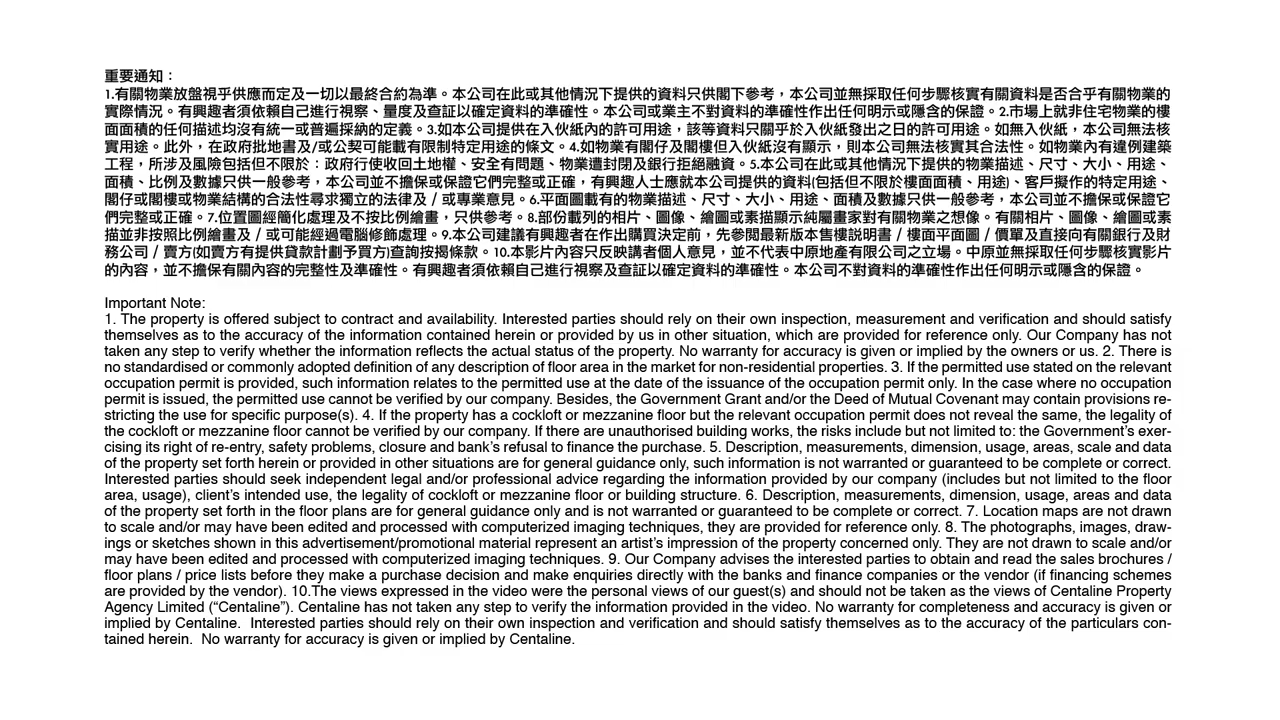 重要通知：
1.有關物業放盤視乎供應而定及一切以最終合約為準。本公司在此或其他情況下提供的資料只供閣下參考，本公司並無採取任何步驟核實有關資料是否合乎有關物業的
實際情況。有興趣者須依賴自己進行視察、量度及查証以確定資料的準確性。本公司或業主不對資料的準確性作出任何明示或隱含的保證。2.市場上就非住宅物業的樓
面面積的任何描述均沒有統一或普遍採納的定義。3.如本公司提供在入伙紙內的許可用途，該等資料只關乎於入伙紙發出之日的許可用途。如無入伙紙，本公司無法核
實用途。此外，在政府批地書及/或公契可能載有限制特定用途的條文。4.如物業有閣仔及閣樓但入伙紙沒有顯示，則本公司無法核實其合法性。如物業內有違例建築
工程，所涉及風險包括但不限於：政府行使收回土地權、安全有問題、物業遭封閉及銀行拒絕融資。5.本公司在此或其他情況下提供的物業描述、尺寸、大小、用途、
面積、比例及數據只供一般參考，本公司並不擔保或保證它們完整或正確，有興趣人士應就本公司提供的資料(包括但不限於樓面面積、用途)、客戶擬作的特定用途、
閣仔或閣樓或物業結構的合法性尋求獨立的法律及 / 或專業意見。6.平面圖載有的物業描述、尺寸、大小、用途、面積及數據只供一般參考，本公司並不擔保或保證它
們完整或正確。7.位置圖經簡化處理及不按比例繪畫，只供參考。8.部份載列的相片、圖像、繪圖或素描顯示純屬畫家對有關物業之想像。有關相片、圖像、繪圖或素
描並非按照比例繪畫及 / 或可能經過電腦修飾處理。9.本公司建議有興趣者在作出購買決定前，先參閱最新版本售樓説明書 / 樓面平面圖 / 價單及直接向有關銀行及財
務公司 / 賣方(如賣方有提供貸款計劃予買方)查詢按揭條款。10.本影片內容只反映講者個人意見，並不代表中原地產有限公司之立場。中原並無採取任何步驟核實影片
的內容，並不擔保有關內容的完整性及準確性。有興趣者須依賴自己進行視察及查証以確定資料的準確性。本公司不對資料的準確性作出任何明示或隱含的保證。
Important Note:
1. The property is offered subject to contract and availability. Interested parties should rely on their own inspection, measurement and verification and should satisfy
themselves as to the accuracy of the information contained herein or provided by us in other situation, which are provided for reference only. Our Company has not
taken any step to verify whether the information reflects the actual status of the property. No warranty for accuracy is given or implied by the owners or us. 2. There is
no standardised or commonly adopted definition of any description of floor area in the market for non-residential properties. 3. If the permitted use stated on the relevant
occupation permit is provided, such information relates to the permitted use at the date of the issuance of the occupation permit only. In the case where no occupation
permit is issued, the permitted use cannot be verified by our company. Besides, the Government Grant and/or the Deed of Mutual Covenant may contain provisions re-
stricting the use for specific purpose(s). 4. If the property has a cockloft or mezzanine floor but the relevant occupation permit does not reveal the same, the legality of
the cockloft or mezzanine floor cannot be verified by our company. If there are unauthorised building works, the risks include but not limited to: the Government’s exer-
cising its right of re-entry, safety problems, closure and bank’s refusal to finance the purchase. 5. Description, measurements, dimension, usage, areas, scale and data
of the property set forth herein or provided in other situations are for general guidance only, such information is not warranted or guaranteed to be complete or correct.
Interested parties should seek independent legal and/or professional advice regarding the information provided by our company (includes but not limited to the floor
area, usage), client’s intended use, the legality of cockloft or mezzanine floor or building structure. 6. Description, measurements, dimension, usage, areas and data
of the property set forth in the floor plans are for general guidance only and is not warranted or guaranteed to be complete or correct. 7. Location maps are not drawn
to scale and/or may have been edited and processed with computerized imaging techniques, they are provided for reference only. 8. The photographs, images, draw-
ings or sketches shown in this advertisement/promotional material represent an artist’s impression of the property concerned only. They are not drawn to scale and/or
may have been edited and processed with computerized imaging techniques. 9. Our Company advises the interested parties to obtain and read the sales brochures /
floor plans / price lists before they make a purchase decision and make enquiries directly with the banks and finance companies or the vendor (if financing schemes
are provided by the vendor). 10.The views expressed in the video were the personal views of our guest(s) and should not be taken as the views of Centaline Property
Agency Limited (“Centaline”). Centaline has not taken any step to verify the information provided in the video. No warranty for completeness and accuracy is given or
implied by Centaline.  Interested parties should rely on their own inspection and verification and should satisfy themselves as to the accuracy of the particulars con-
tained herein.  No warranty for accuracy is given or implied by Centaline.